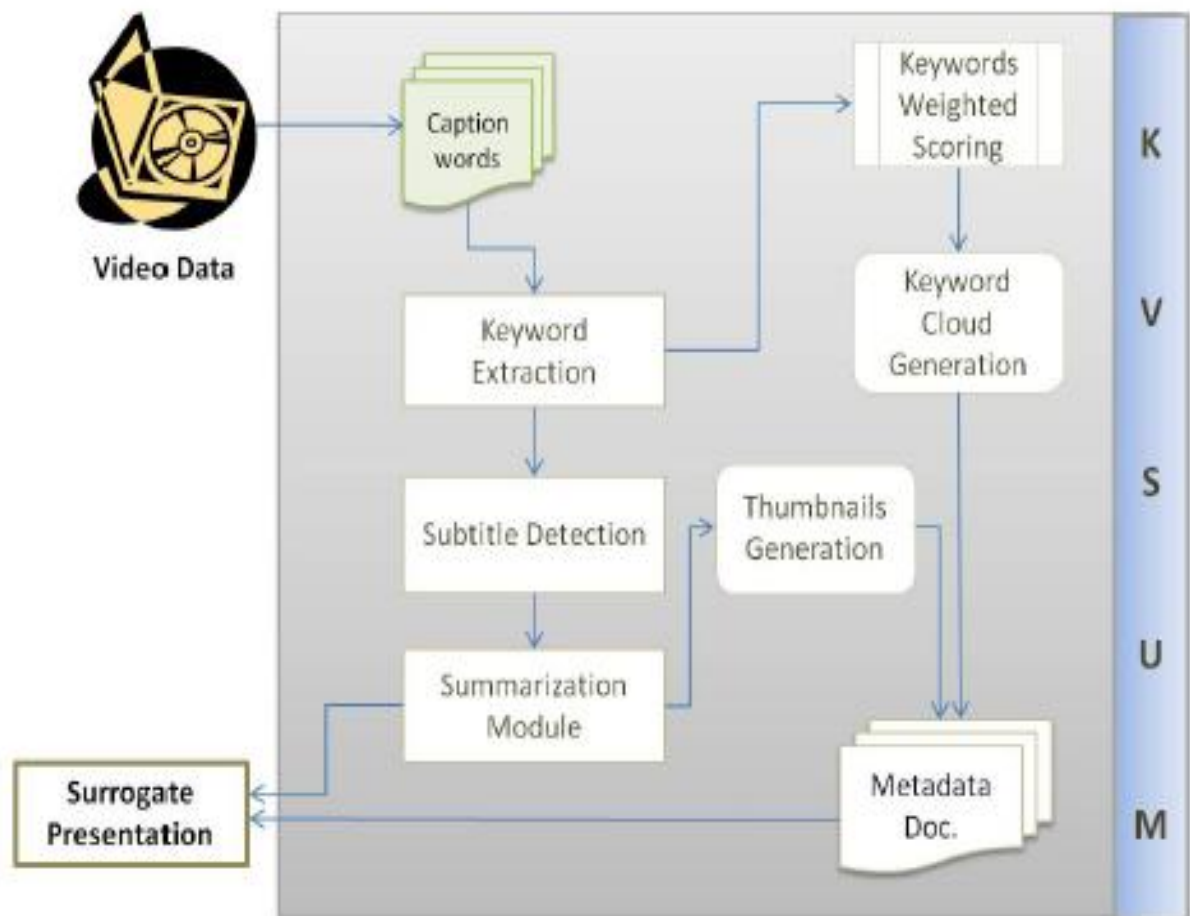 Video Data
Caption
words
Keyword
Extraction
Subtitle Detection
Summarization
Module
Keywords
Weighted
Scoring
Keyword
Cloud
Generation
Thumbnails
Generation
Metadata
Doc.
Surrogate
Presentation
K
V
S
U
M